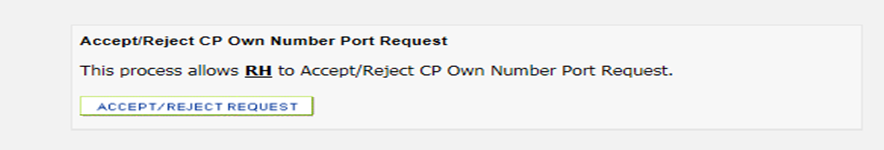 Accept/Reject CP Own Number Port Request
This process allows RH to Accept/Reject CP Own Number Port Request.
ACCEPT/REJECT REQUEST